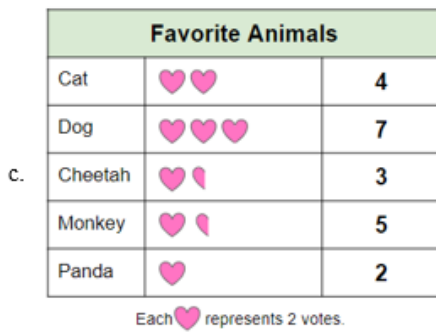 Favorite Animals
Cat 4
Dog 7
c. Cheetah 3
Monkey 5
Panda 2
Each represents 2 votes.